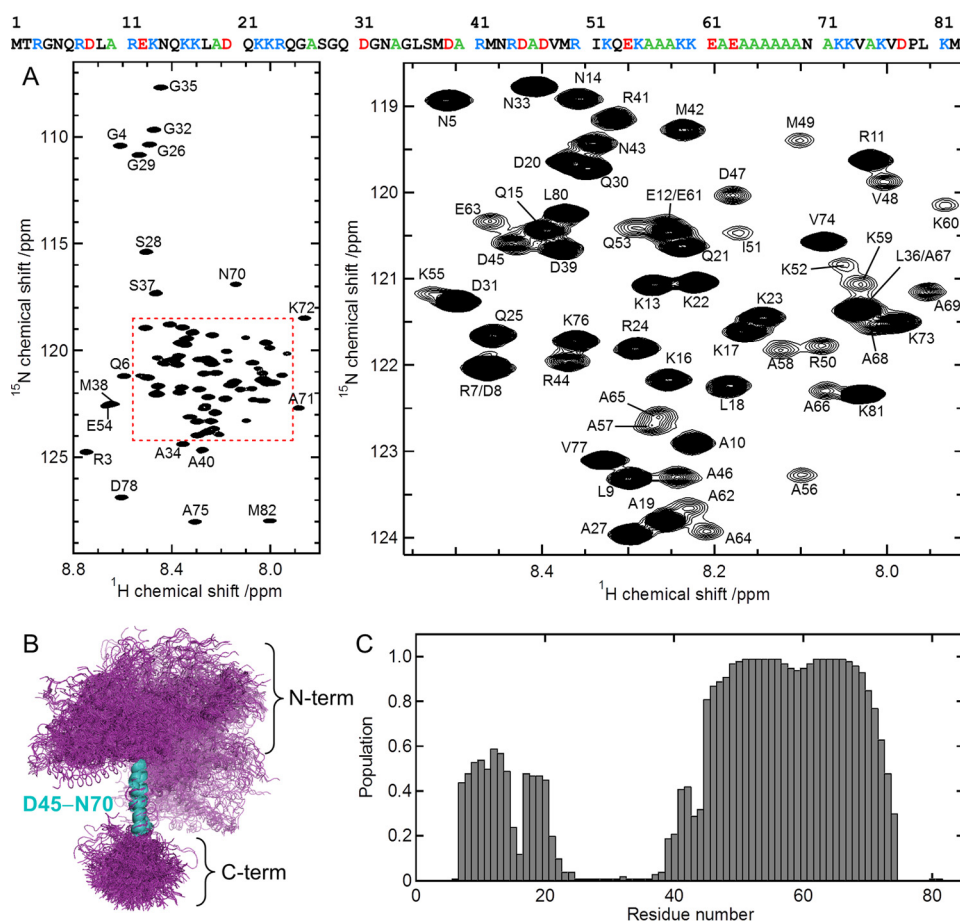 1 11 21 31 41 51 61 71 81
MTRGNQRDLA REKNQKKLAD QKKRQGASGQ DGNAGLSMDA RMNRDADVMR IKQEKAAAKK EAEAAAAAAN AKKVAKVDPL KM
A
G35
G4
G32
G26
G29
S28
S37
N70
K72
Q6
M38
E54
A71
R3
A34
A40
D78
A75
M82
110
115
120
125
¹⁵N chemical shift /ppm
8.8 8.4 8.0
¹H chemical shift /ppm
N5
N33
N14
R41
M42
M49
R11
N43
D20
Q30
D47
V48
Q15
L80
E12/E61
K60
E63
V74
K59
D45
D39
Q53
Q21
I51
K52
L36/A67
K55
D31
K13
K22
K23
A69
Q25
K76
R24
K17
A68
K73
R7/D8
R44
K16
A58
R50
L18
A65
A66
K81
A57
A10
V77
L9
A46
A56
A19
A62
A27
A64
119
120
121
122
123
124
¹⁵N chemical shift /ppm
8.4 8.2 8.0
¹H chemical shift /ppm
B
N-term
D45–N70
C-term
C
1.0
0.8
0.6
0.4
0.2
0
Population
0 20 40 60 80
Residue number